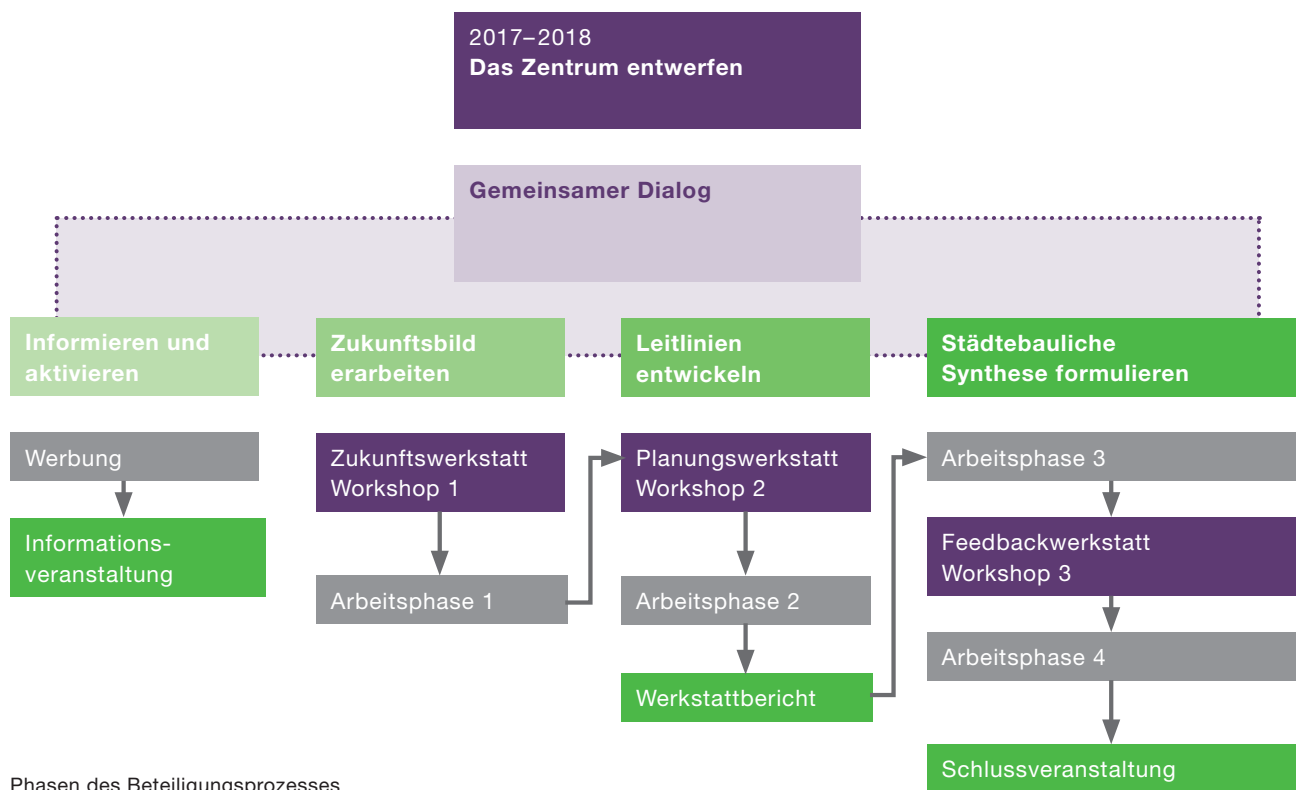 2017–2018
Das Zentrum entwerfen
Gemeinsamer Dialog
Informieren und
aktivieren
Zukunftsbild
erarbeiten
Leitlinien
entwickeln
Städtebauliche
Synthese formulieren
Werbung
Informations-
veranstaltung
Zukunftswerkstatt
Workshop 1
Arbeitsphase 1
Planungswerkstatt
Workshop 2
Arbeitsphase 2
Werkstattbericht
Arbeitsphase 3
Feedbackwerkstatt
Workshop 3
Arbeitsphase 4
Schlussveranstaltung
Phasen des Beteiligungsprozesses